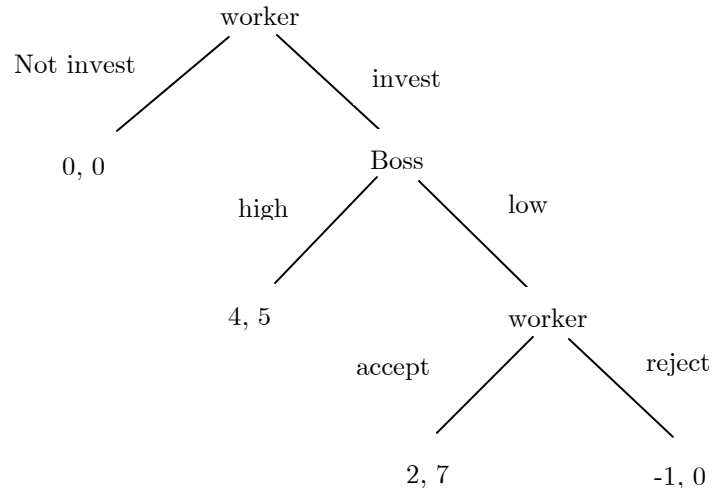 worker
Not invest
invest
0, 0
Boss
high
low
4, 5
worker
accept
reject
2, 7
-1, 0